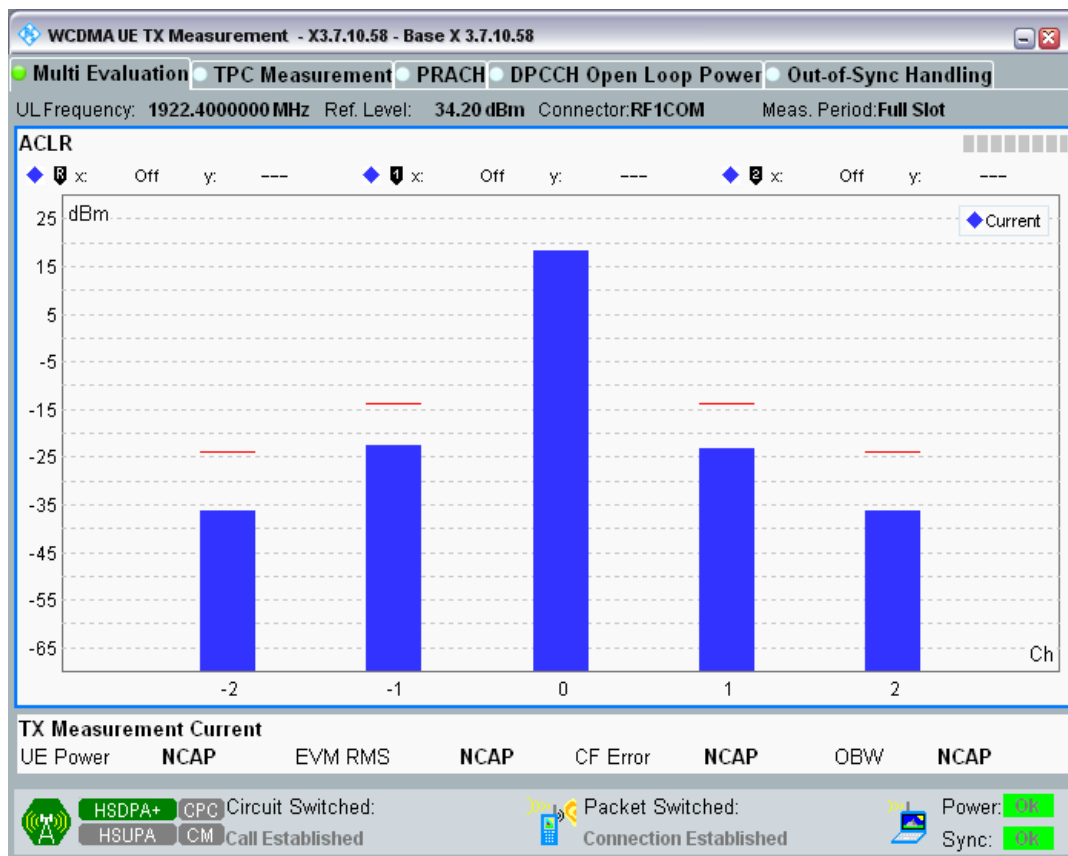 WCDMA UE TX Measurement - X3.7.10.58 - Base X 3.7.10.58
Multi Evaluation TPC Measurement PRACH DPCCH Open Loop Power Out-of-Sync Handling
UL Frequency: 1922.4000000 MHz Ref. Level: 34.20 dBm Connector:RF1COM Meas. Period:Full Slot
ACLR
R x: Off y: --- 1 x: Off y: --- 2 x: Off y: ---
dBm
Current
25
15
5
-5
-15
-25
-35
-45
-55
-65
Ch
-2 -1 0 1 2
TX Measurement Current
UE Power NCAP EVM RMS NCAP CF Error NCAP OBW NCAP
HSDPA+ CPC Circuit Switched: Packet Switched: Power: OK
HSUPA CM Call Established Connection Established Sync: OK